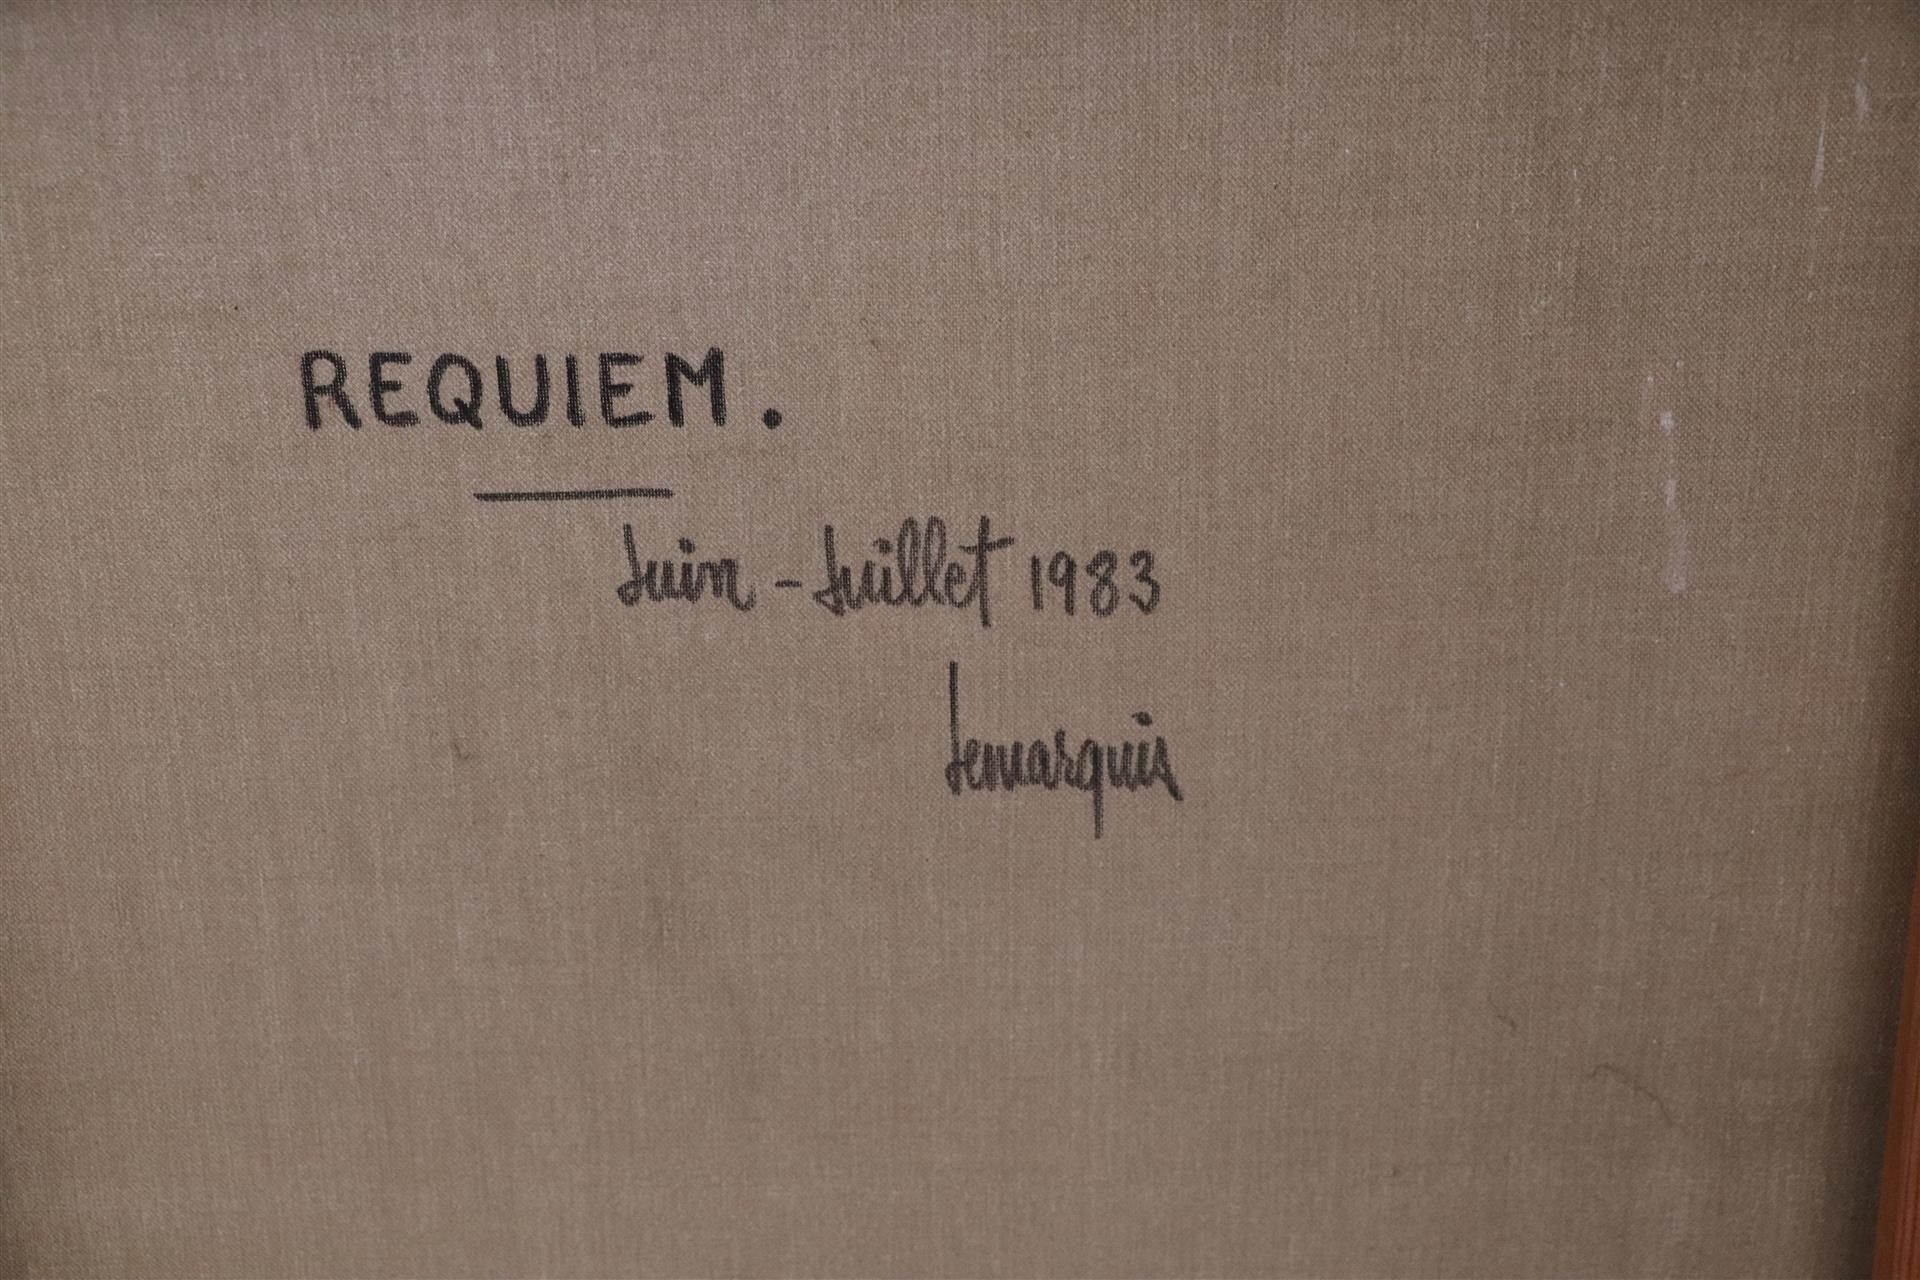 REQUIEM.
Juin - Juillet 1983
Lemarquis